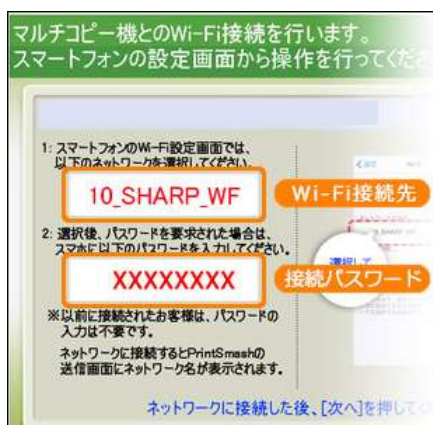 マルチコピー機とのWi-Fi接続を行います。
スマートフォンの設定画面から操作を行ってくださ
1: スマートフォンのWi-Fi設定画面では、
以下のネットワークを選択してください。
10_SHARP_WF
Wi-Fi接続先
2: 選択後、パスワードを要求された場合は、
スマホに以下のパスワードを入力してください。
選択して
XXXXXXXX
接続パスワード
※以前に接続されたお客様は、パスワードの
入力は不要です。
ネットワークに接続するとPrintSmashの
送信画面にネットワーク名が表示されます。
ネットワークに接続した後、[次へ]を押して